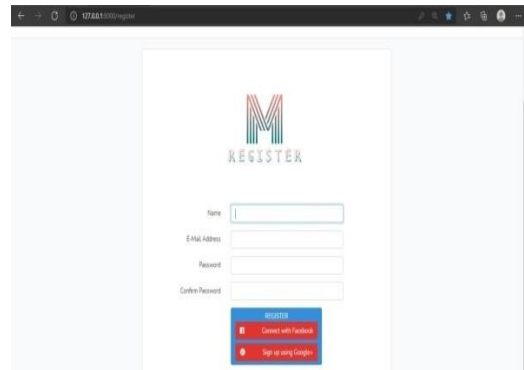 127.0.0.1:8000/register
M
REGISTER
Name
E-Mail Address
Password
Confirm Password
REGISTER
Connect with Facebook
Sign up using Google+